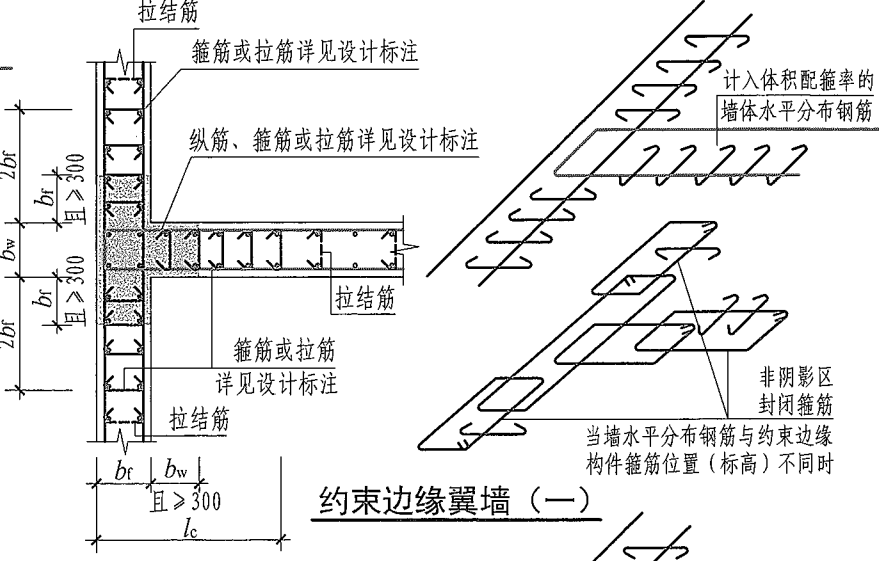 拉结筋
箍筋或拉筋详见设计标注
计入体积配箍率的
墙体水平分布钢筋
纵筋、箍筋或拉筋详见设计标注
2bf
bf
且≥300
bw
bf
且≥300
2bf
拉结筋
箍筋或拉筋
详见设计标注
拉结筋
非阴影区
封闭箍筋
当墙水平分布钢筋与约束边缘
构件箍筋位置(标高)不同时
bf
bw
且≥300
lc
约束边缘翼墙(一)